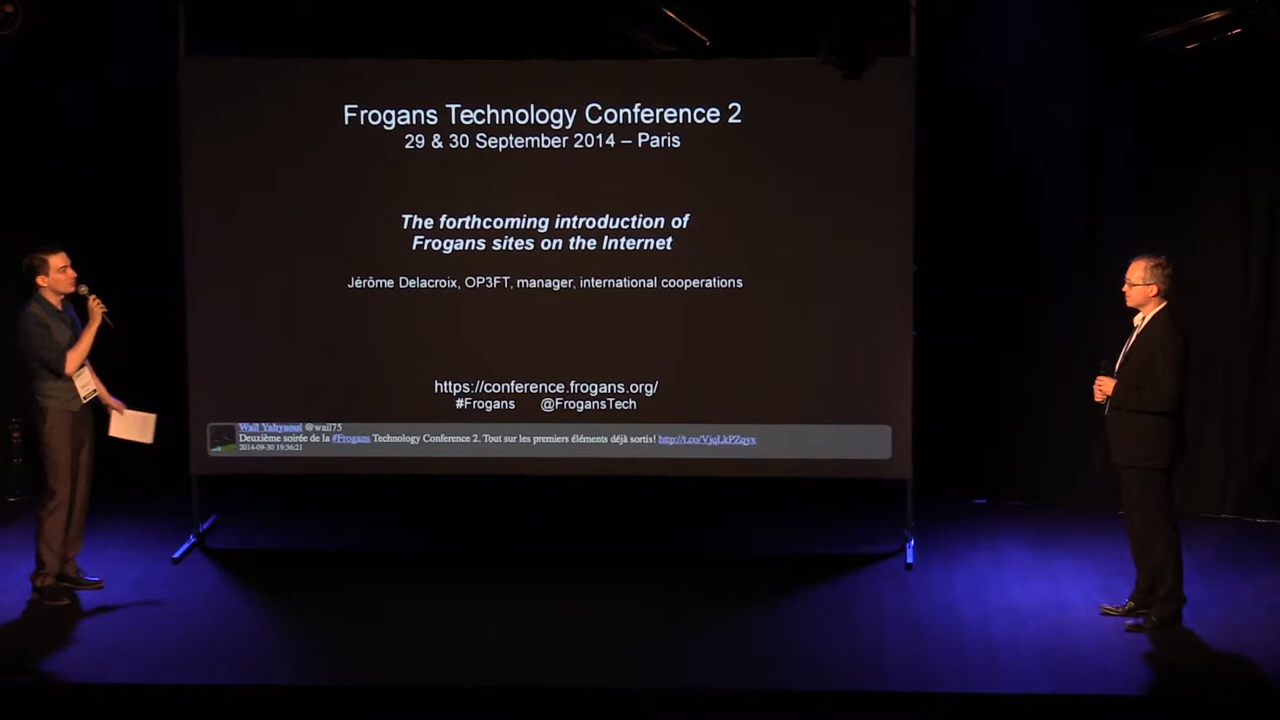 Frogans Technology Conference 2
29 & 30 September 2014 – Paris
The forthcoming introduction of
Frogans sites on the Internet
Jérôme Delacroix, OP3FT, manager, international cooperations
https://conference.frogans.org/
#Frogans @FrogansTech
Waïl Yahyaoui @wail75
Deuxième soirée de la #Frogans Technology Conference 2. Tout sur les premiers éléments déjà sortis! http://t.co/VjqLkPZqyx
2014-09-30 19:36:21